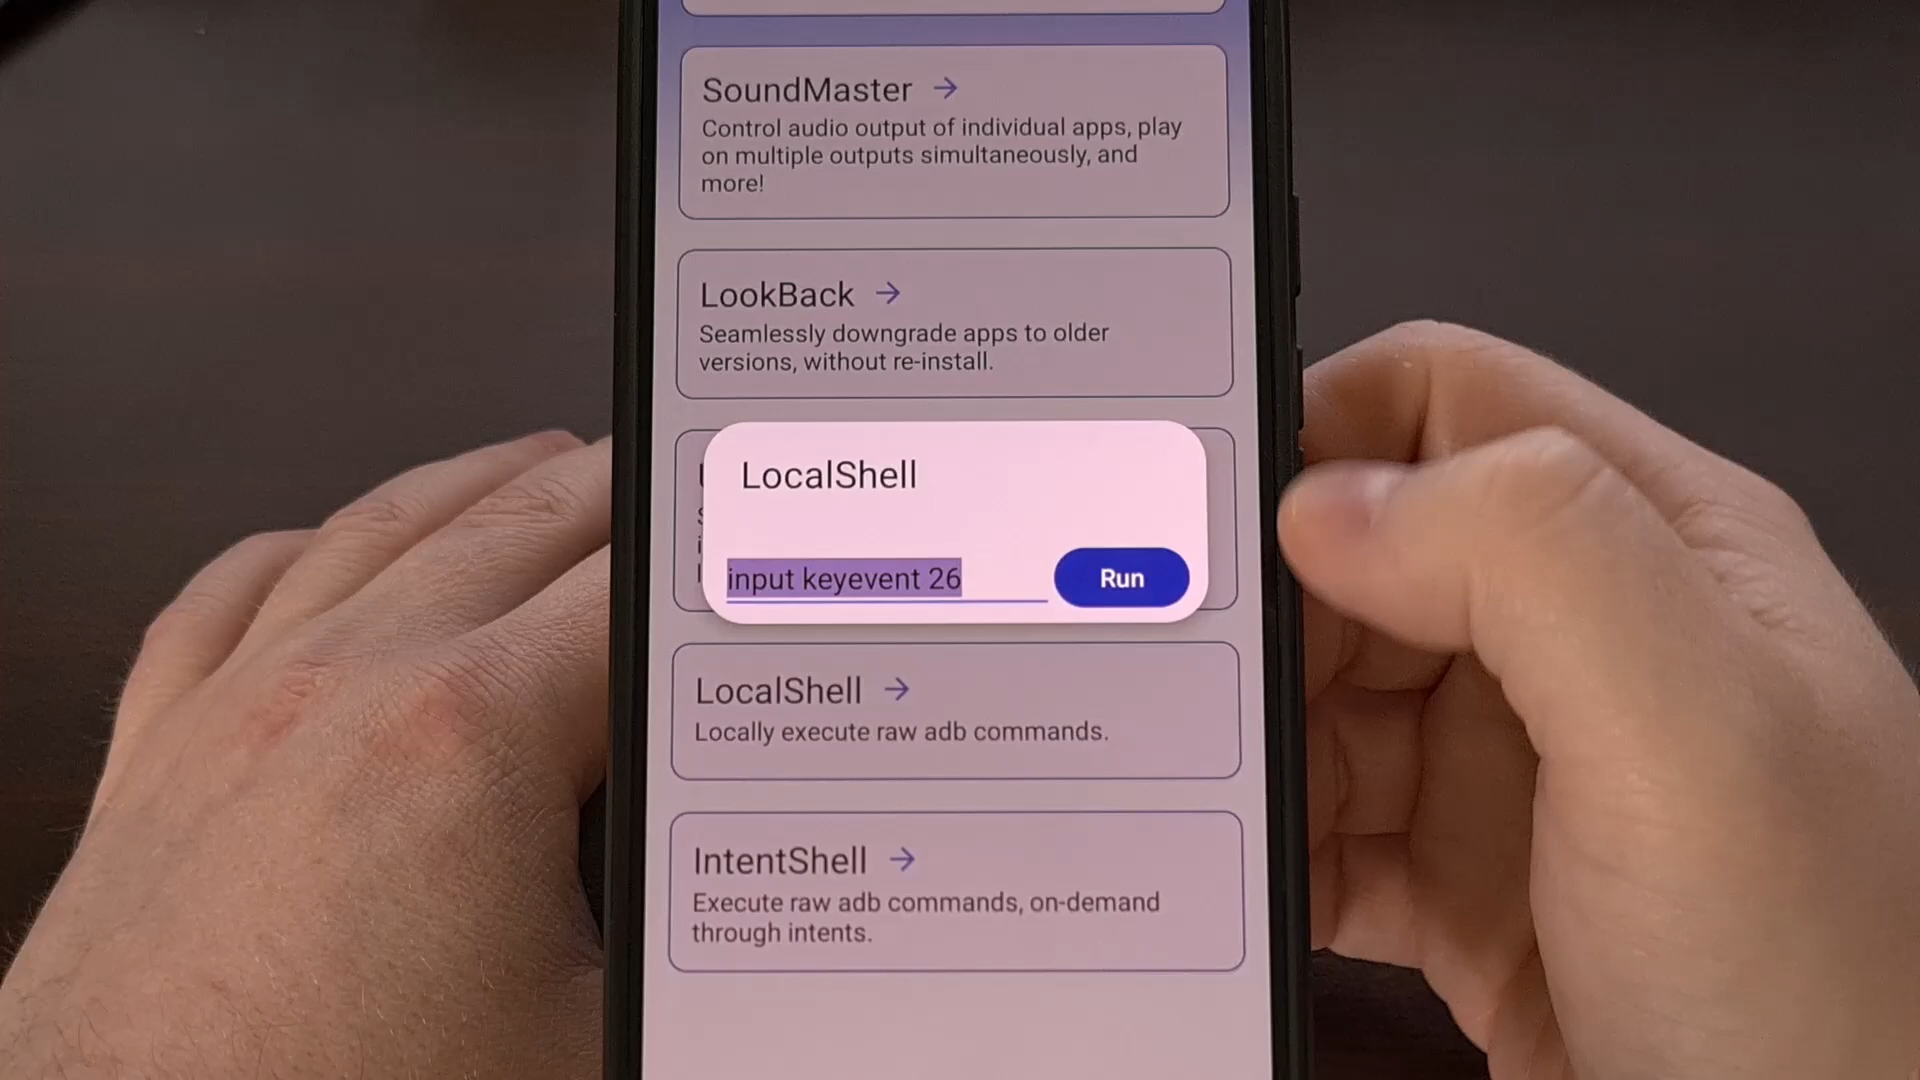 SoundMaster →
Control audio output of individual apps, play
on multiple outputs simultaneously, and
more!
LookBack →
Seamlessly downgrade apps to older
versions, without re-install.
LocalShell
input keyevent 26
Run
LocalShell →
Locally execute raw adb commands.
IntentShell →
Execute raw adb commands, on-demand
through intents.